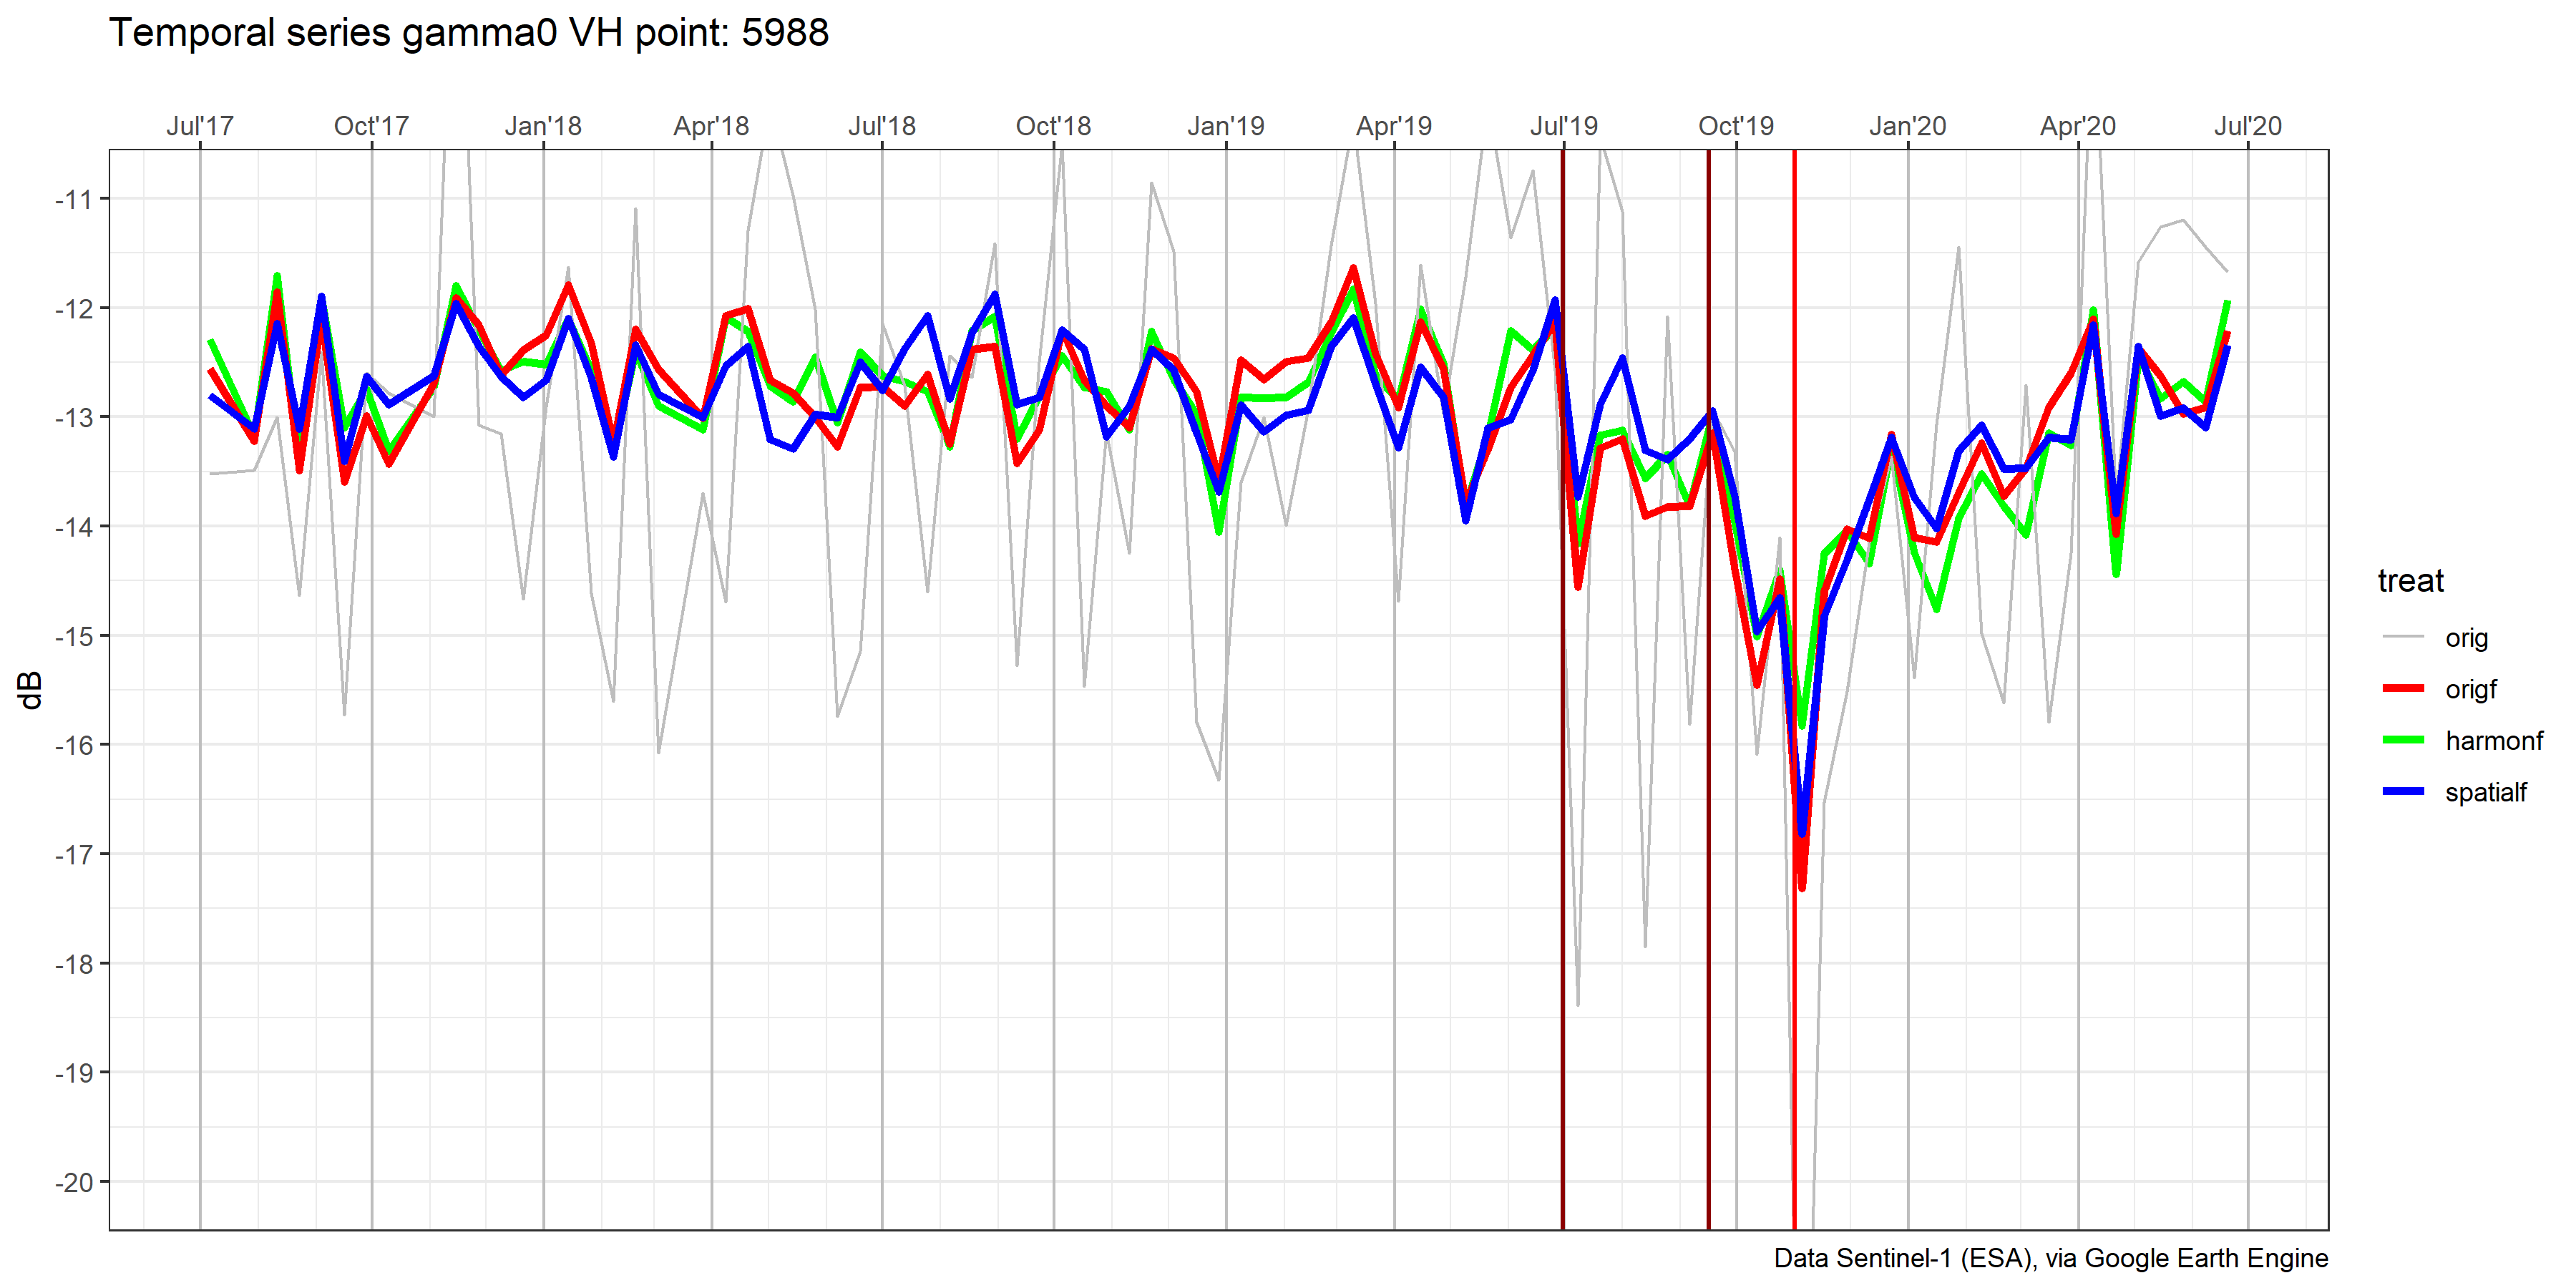 Temporal series gamma0 VH point: 5988
Jul'17 Oct'17 Jan'18 Apr'18 Jul'18 Oct'18 Jan'19 Apr'19 Jul'19 Oct'19 Jan'20 Apr'20 Jul'20
-11
-12
-13
-14
-15
-16
-17
-18
-19
-20
dB
treat
orig
origf
harmonf
spatialf
Data Sentinel-1 (ESA), via Google Earth Engine